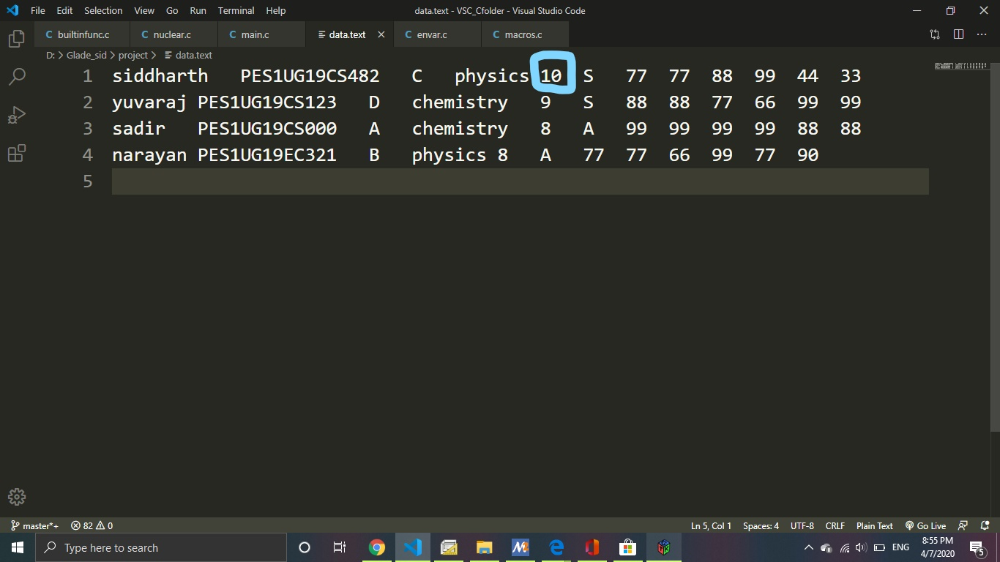 File Edit Selection View Go Run Terminal Help data.text - VSC_Cfolder - Visual Studio Code
C builtinfunc.c C nuclear.c C main.c data.text C envar.c C macros.c
D: > Glade_sid > project > data.text
1 siddharth PES1UG19CS482 C physics 10 S 77 77 88 99 44 33
2 yuvaraj PES1UG19CS123 D chemistry 9 S 88 88 77 66 99 99
3 sadir PES1UG19CS000 A chemistry 8 A 99 99 99 99 88 88
4 narayan PES1UG19EC321 B physics 8 A 77 77 66 99 77 90
5
master*+ 82 0 Ln 5, Col 1 Spaces: 4 UTF-8 CRLF Plain Text Go Live
Type here to search ENG 8:55 PM
4/7/2020 5